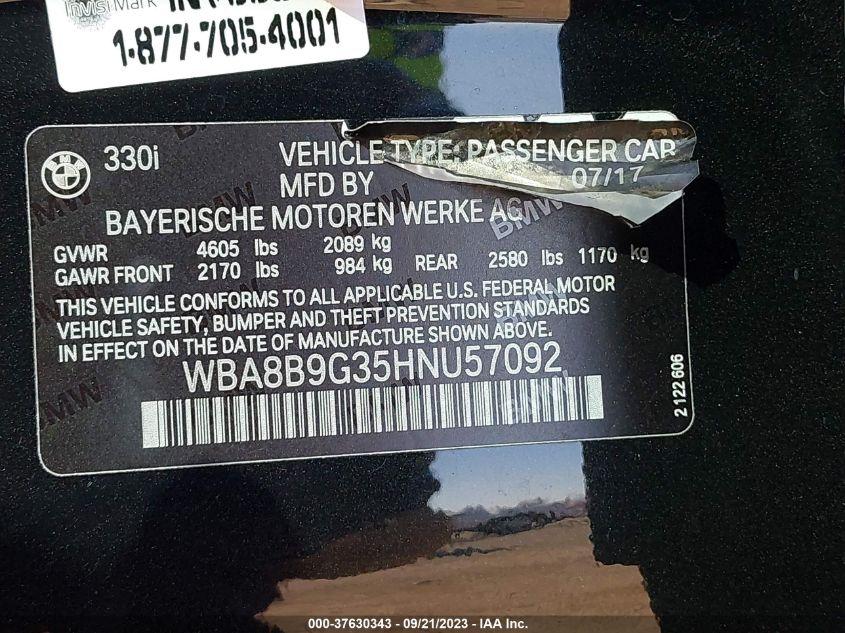 Invisi Mark
1-877-705-4001
BMW 330i VEHICLE TYPE: PASSENGER CAR
MFD BY 07/17
BAYERISCHE MOTOREN WERKE AG
GVWR 4605 lbs 2089 kg
GAWR FRONT 2170 lbs 984 kg REAR 2580 lbs 1170 kg
THIS VEHICLE CONFORMS TO ALL APPLICABLE U.S. FEDERAL MOTOR
VEHICLE SAFETY, BUMPER AND THEFT PREVENTION STANDARDS
IN EFFECT ON THE DATE OF MANUFACTURE SHOWN ABOVE.
WBA8B9G35HNU57092
2 122 606
000-37630343 - 09/21/2023 - IAA Inc.